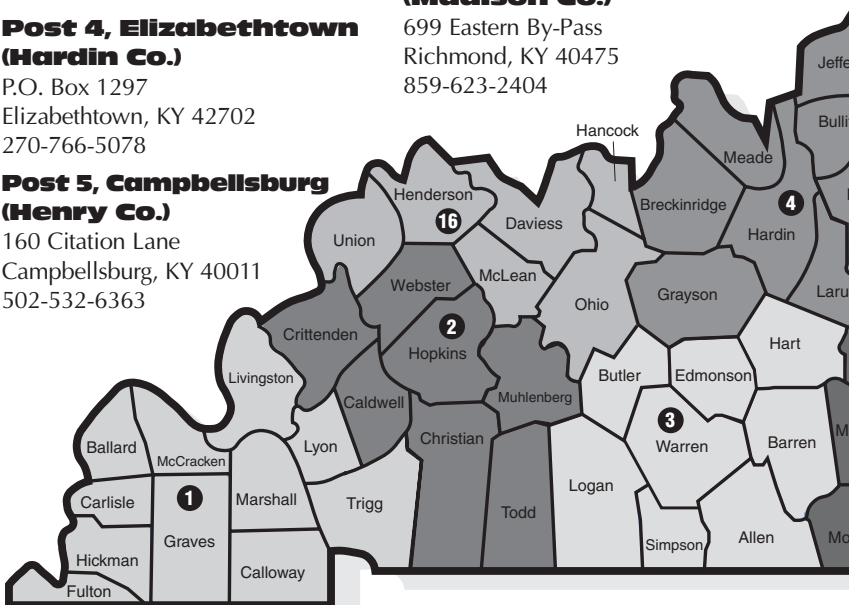 Post 4, Elizabethtown
(Hardin Co.)
P.O. Box 1297
Elizabethtown, KY 42702
270-766-5078
Post 5, Campbellsburg
(Henry Co.)
160 Citation Lane
Campbellsburg, KY 40011
502-532-6363
(Madison Co.)
699 Eastern By-Pass
Richmond, KY 40475
859-623-2404
Jeffe
Bulli
Hancock
Meade
Henderson
16
Daviess
Breckinridge
4
Hardin
Union
Webster
McLean
Ohio
Grayson
Laru
Crittenden
2
Hopkins
Hart
Livingston
Butler
Edmonson
Caldwell
Muhlenberg
3
Warren
Barren
M
Ballard
McCracken
Lyon
Christian
Carlisle
1
Graves
Marshall
Trigg
Logan
Todd
Simpson
Allen
Mo
Hickman
Calloway
Fulton